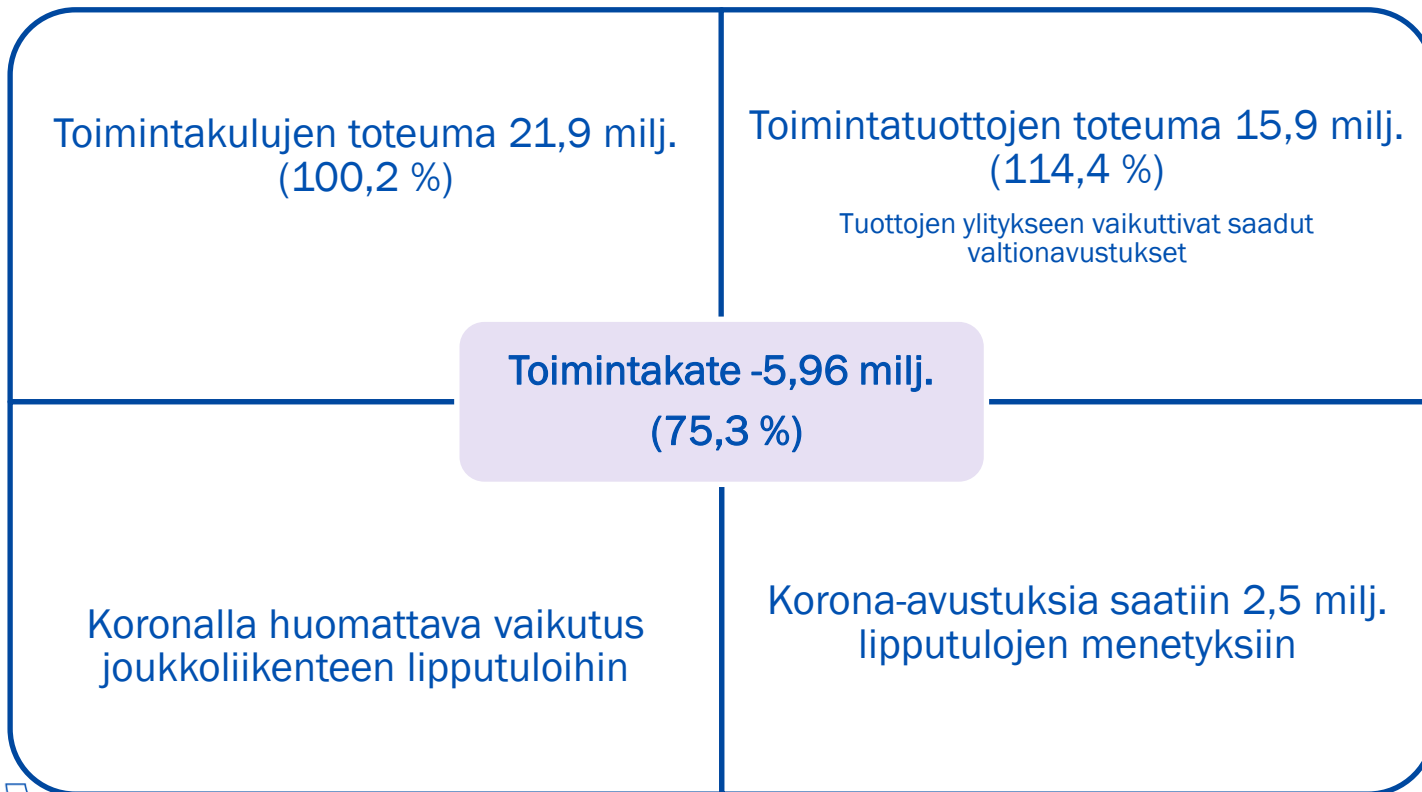 Toimintakulujen toteuma 21,9 milj.
(100,2 %)
Toimintatuottojen toteuma 15,9 milj.
(114,4 %)
Tuottojen ylitykseen vaikuttivat saadut
valtionavustukset
Toimintakate -5,96 milj.
(75,3 %)
Koronalla huomattava vaikutus
joukkoliikenteen lipputuloihin
Korona-avustuksia saatiin 2,5 milj.
lipputulojen menetyksiin